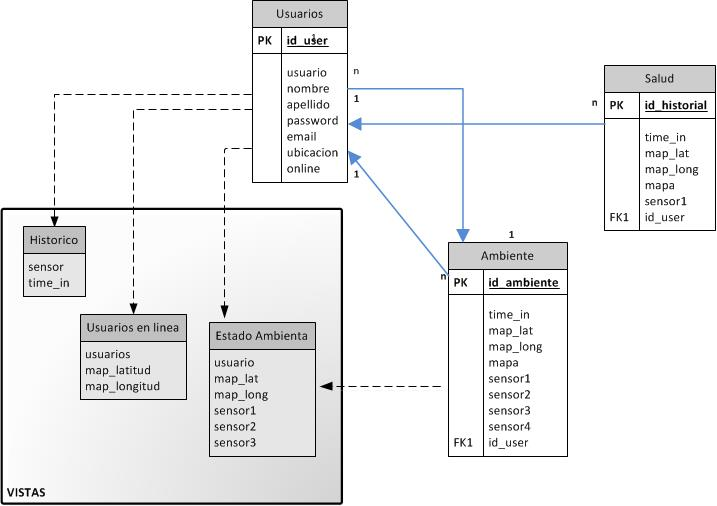 Usuarios
PK id_user
1
usuario
nombre
apellido
password
email
ubicacion
online
n
1
1
n
Salud
PK id_historial
time_in
map_lat
map_long
mapa
sensor1
FK1 id_user
1
n
Ambiente
PK id_ambiente
time_in
map_lat
map_long
mapa
sensor1
sensor2
sensor3
sensor4
FK1 id_user
Historico
sensor
time_in
Usuarios en linea
usuarios
map_latitud
map_longitud
Estado Ambienta
usuario
map_lat
map_long
sensor1
sensor2
sensor3
VISTAS